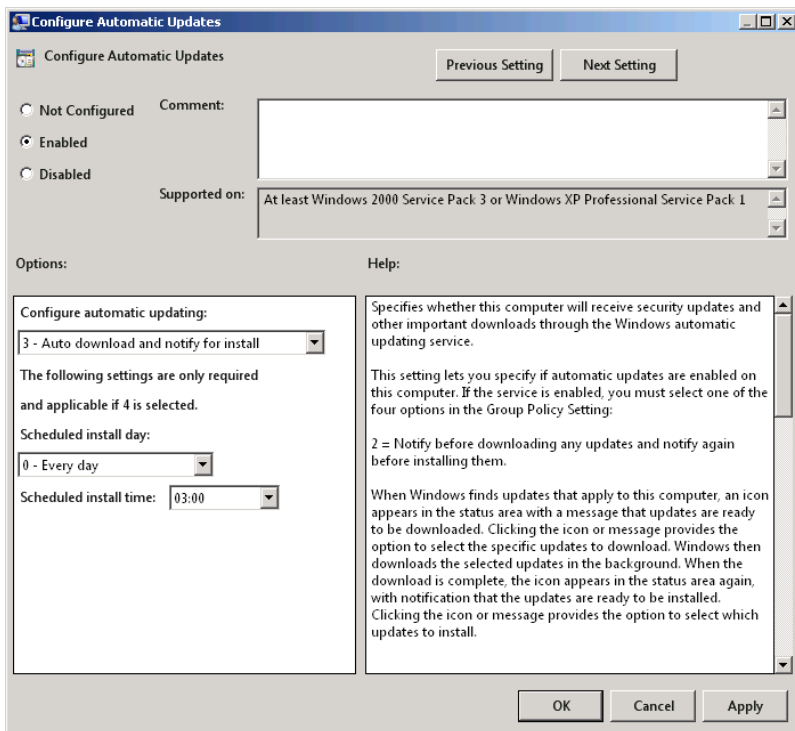 Configure Automatic Updates
Configure Automatic Updates
Previous Setting
Next Setting
Not Configured
Enabled
Disabled
Comment:
Supported on:
At least Windows 2000 Service Pack 3 or Windows XP Professional Service Pack 1
Options:
Help:
Configure automatic updating:
3 - Auto download and notify for install
The following settings are only required
and applicable if 4 is selected.
Scheduled install day:
0 - Every day
Scheduled install time:
03:00
Specifies whether this computer will receive security updates and
other important downloads through the Windows automatic
updating service.
This setting lets you specify if automatic updates are enabled on
this computer. If the service is enabled, you must select one of the
four options in the Group Policy Setting:
2 = Notify before downloading any updates and notify again
before installing them.
When Windows finds updates that apply to this computer, an icon
appears in the status area with a message that updates are ready
to be downloaded. Clicking the icon or message provides the
option to select the specific updates to download. Windows then
downloads the selected updates in the background. When the
download is complete, the icon appears in the status area again,
with notification that the updates are ready to be installed.
Clicking the icon or message provides the option to select which
updates to install.
OK
Cancel
Apply